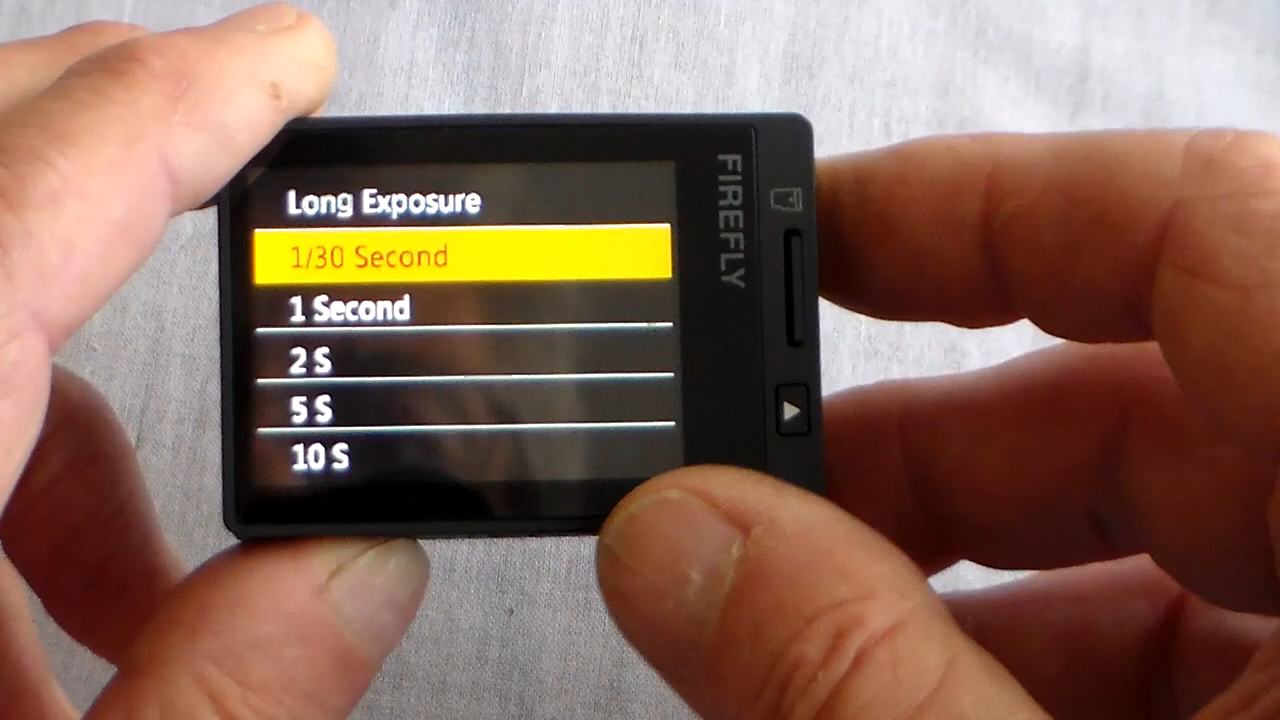 Long Exposure
1/30 Second
1 Second
2 S
5 S
10 S
FIREFLY